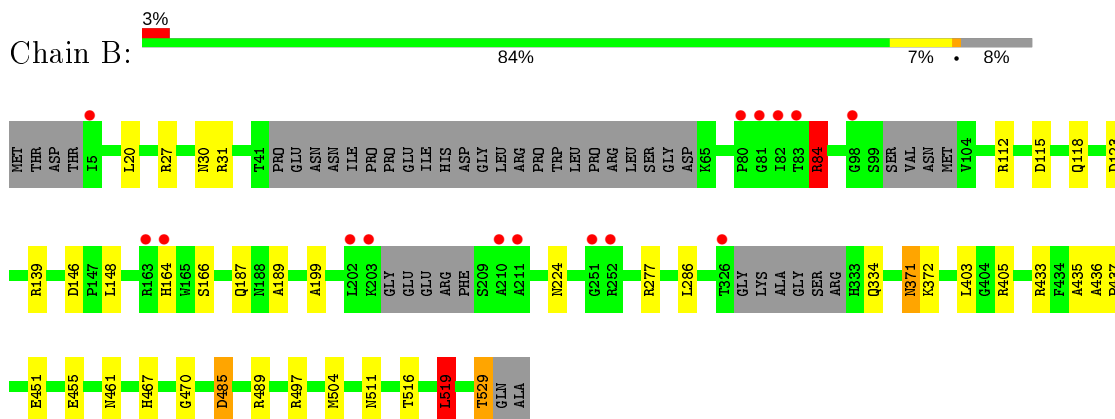 3%
Chain B:
84% 7% • 8%
MET THR ASP THR I5 L20 R27 N30 R31 T41 PRO GLU ASN ASN ILE PRO PRO GLU ILE HIS ASP GLY LEU ARG PRO TRP LEU PRO ARG LEU SER GLY ASP K65 P80 G81 I82 T83 R84 G98 S99 SER VAL ASN MET V104 R112 D115 Q118
R139 D146 P147 L148 R163 H164 W165 S166 Q187 N188 A189 A199 L202 K203 GLY GLU GLU ARG PHE S209 A210 A211 N224 G251 R252 R277 L286 T326 GLY LYS ALA GLY SER ARG H333 Q334 N371 K372 L403 G404 R405 R433 F434 A435 A436
E451 E455 N461 H467 G470 D485 R489 R497 M504 N511 T516 L519 T529 GLN ALA